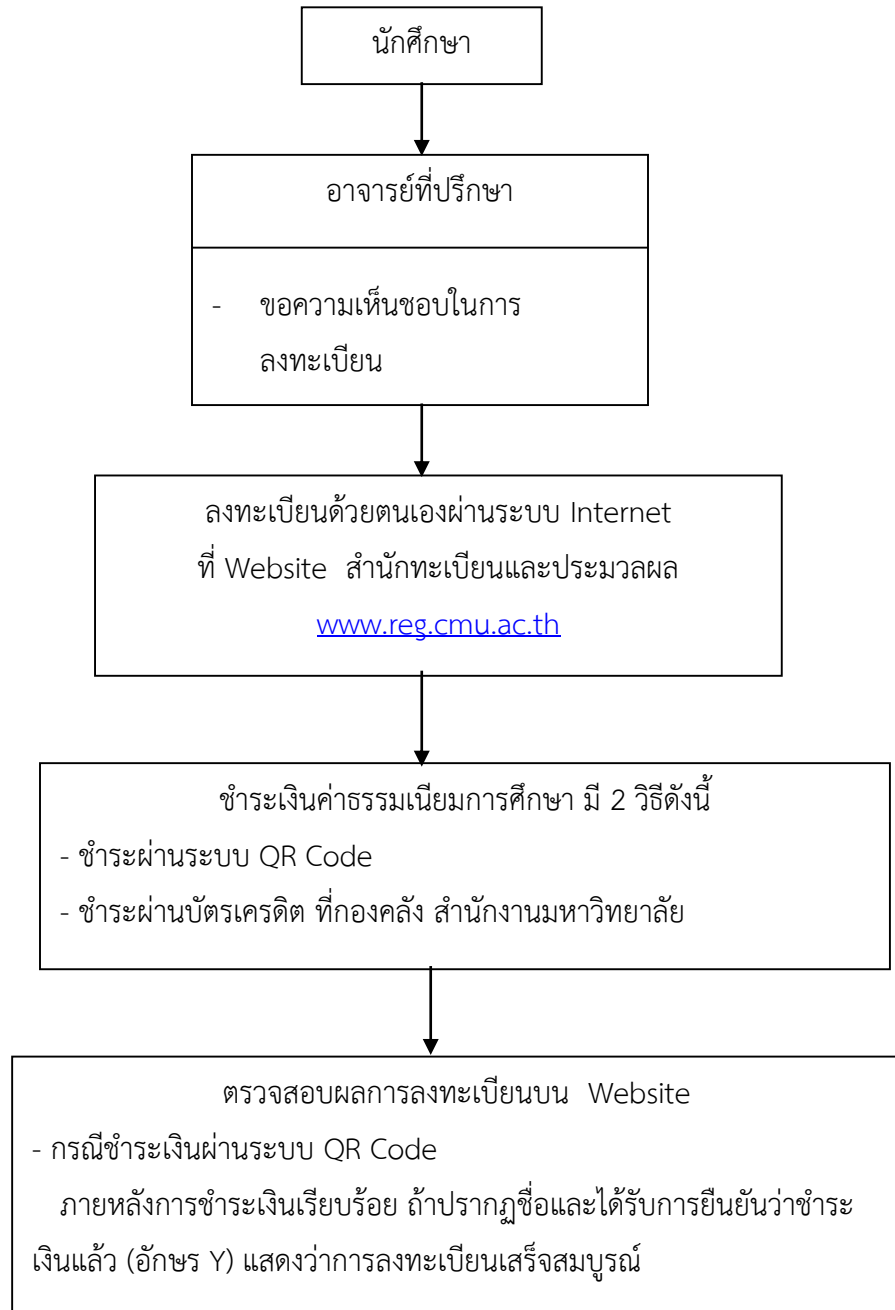 นักศึกษา
อาจารย์ที่ปรึกษา
- ขอความเห็นชอบในการ
ลงทะเบียน
ลงทะเบียนด้วยตนเองผ่านระบบ Internet
ที่ Website สำนักทะเบียนและประมวลผล
www.reg.cmu.ac.th
ชำระเงินค่าธรรมเนียมการศึกษา มี 2 วิธีดังนี้
- ชำระผ่านระบบ QR Code
- ชำระผ่านบัตรเครดิต ที่กองคลัง สำนักงานมหาวิทยาลัย
ตรวจสอบผลการลงทะเบียนบน Website
- กรณีชำระเงินผ่านระบบ QR Code
ภายหลังการชำระเงินเรียบร้อย ถ้าปรากฏชื่อและได้รับการยืนยันว่าชำระ
เงินแล้ว (อักษร Y) แสดงว่าการลงทะเบียนเสร็จสมบูรณ์